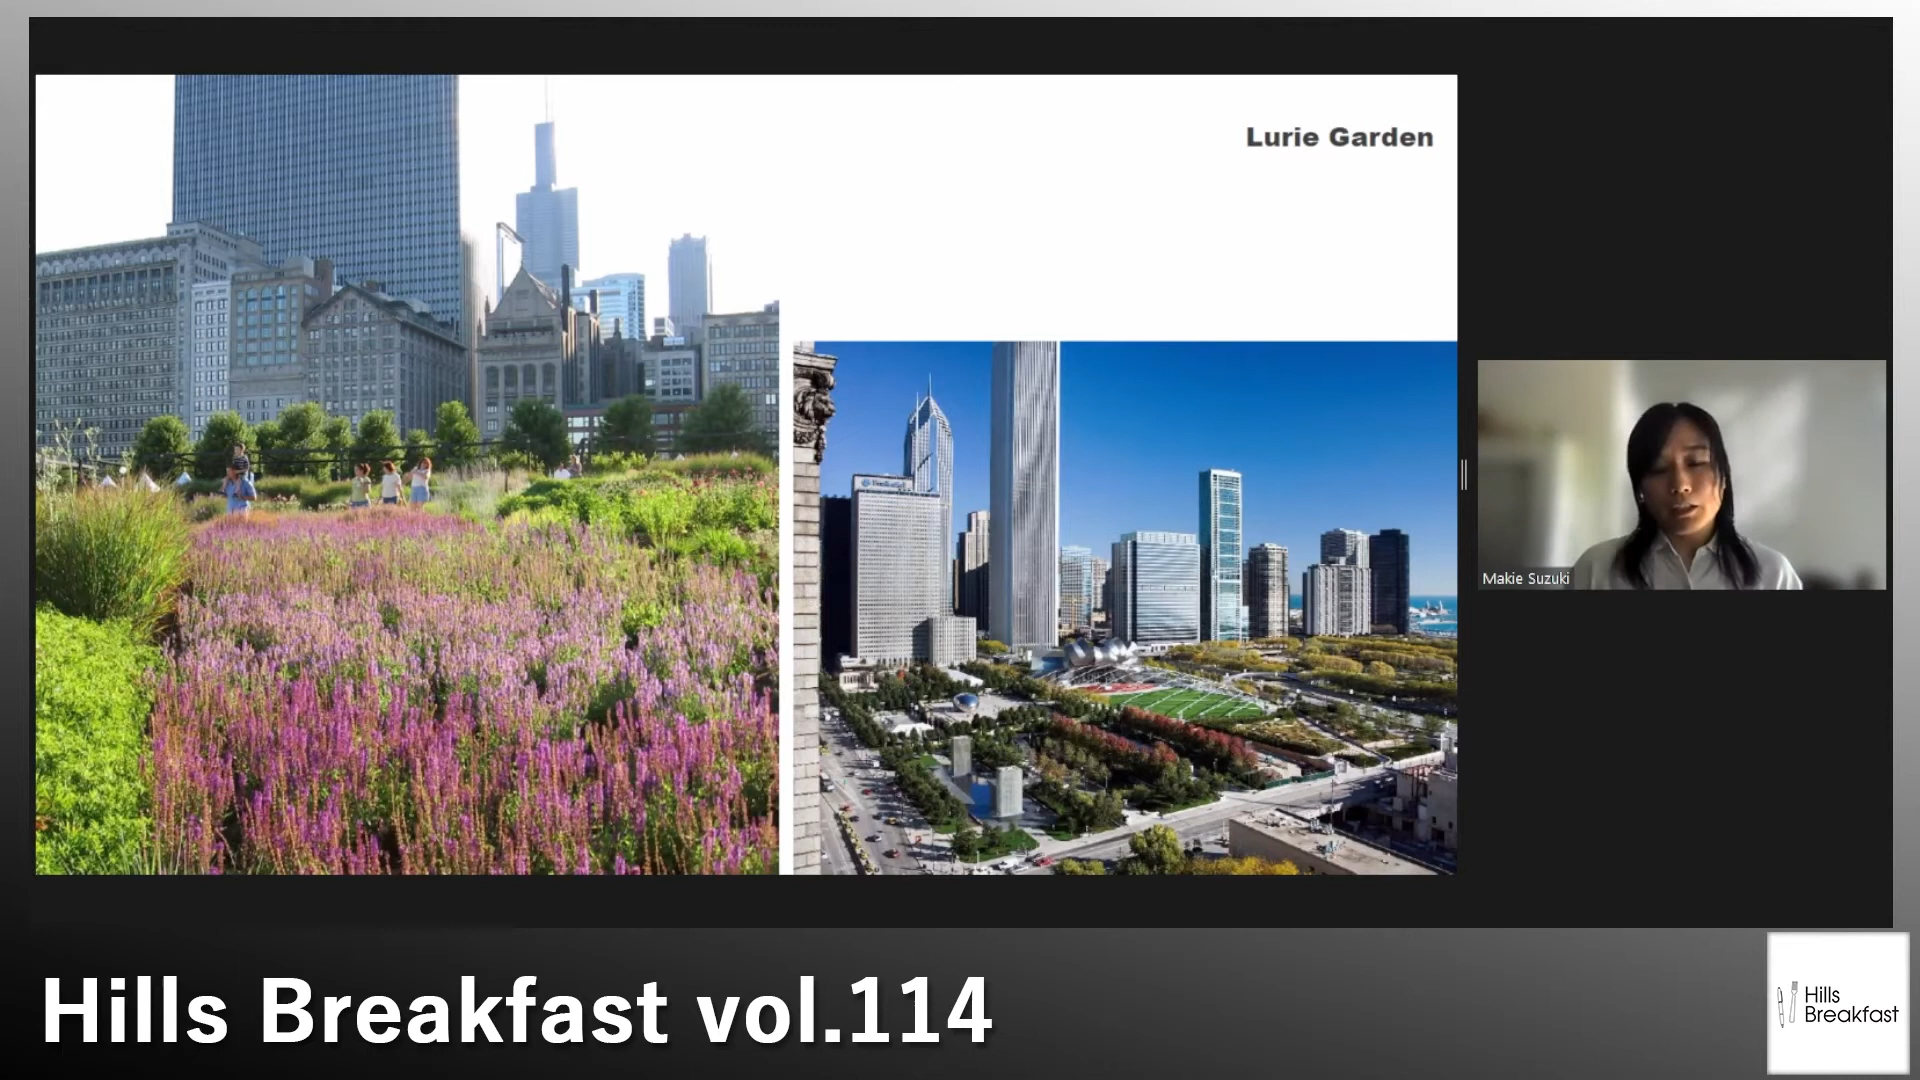 Lurie Garden
Makie Suzuki
Hills Breakfast vol.114
Hills
Breakfast